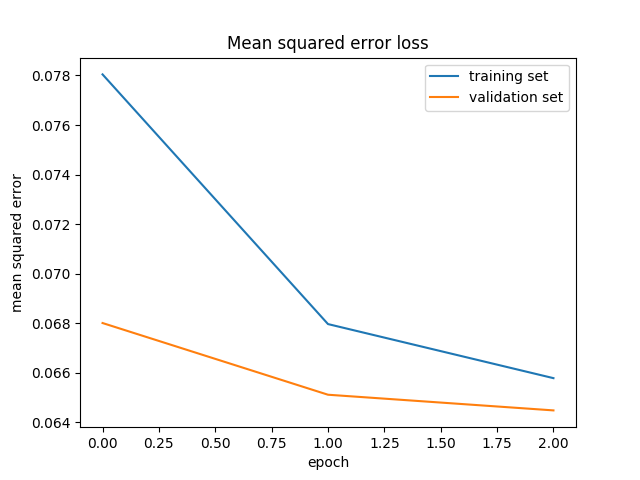 Mean squared error loss
training set
validation set
mean squared error
0.078
0.076
0.074
0.072
0.070
0.068
0.066
0.064
0.00 0.25 0.50 0.75 1.00 1.25 1.50 1.75 2.00
epoch